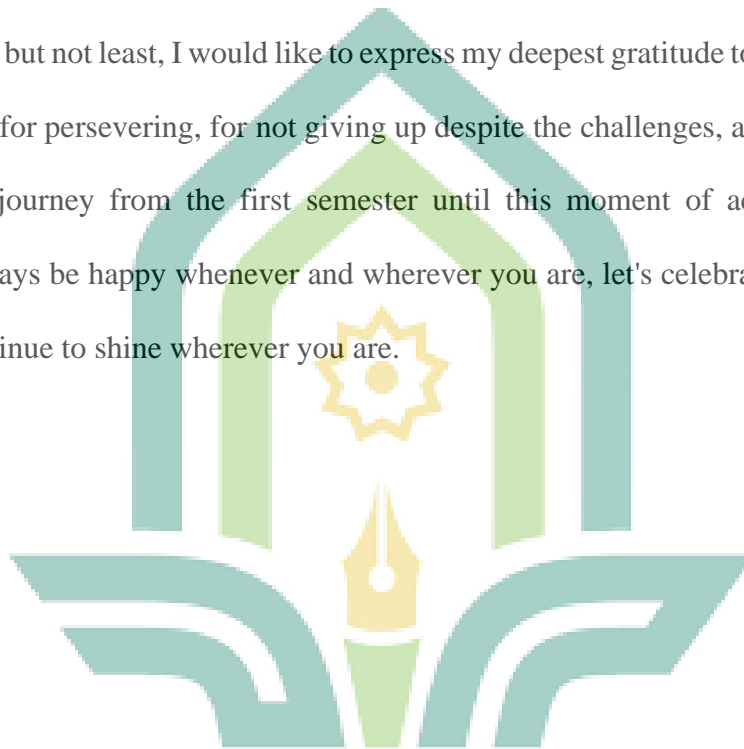 but not least, I would like to express my deepest gratitude to
for persevering, for not giving up despite the challenges, a
journey from the first semester until this moment of ac
ays be happy whenever and wherever you are, let's celebra
inue to shine wherever you are.